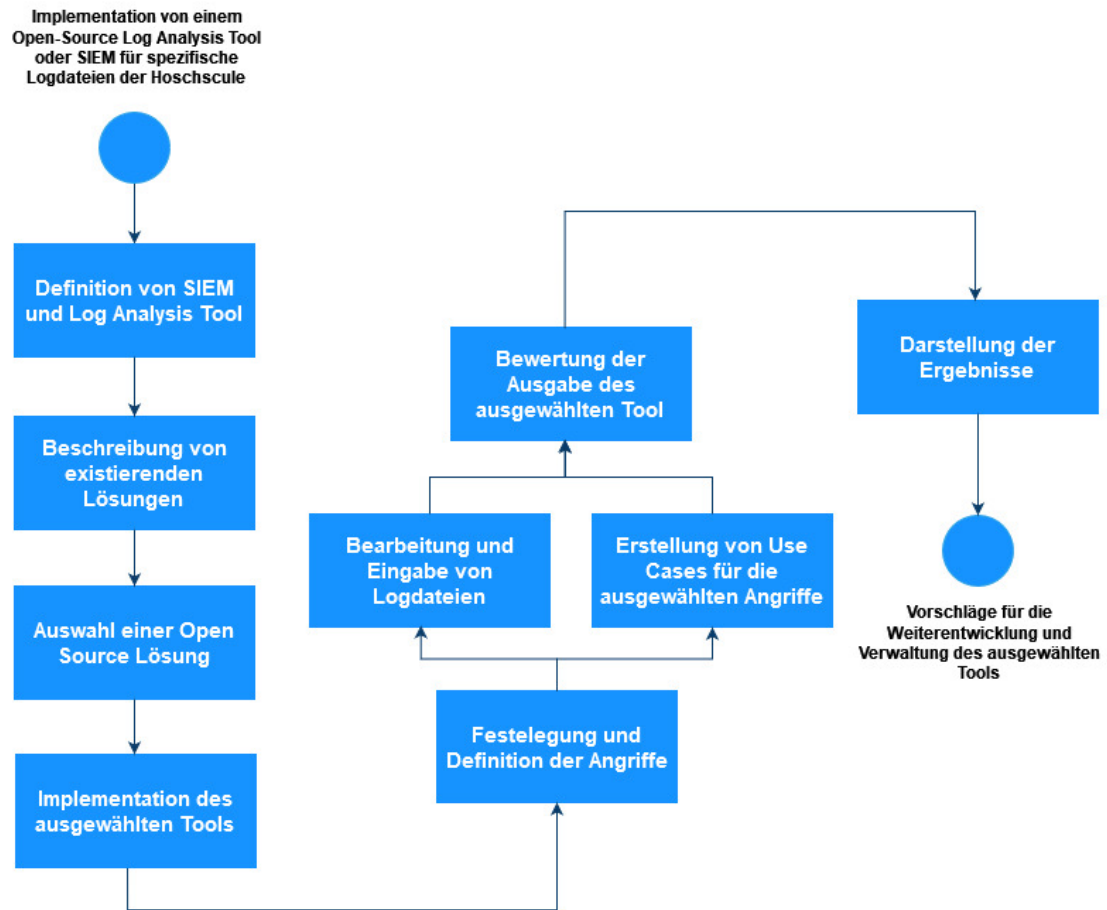 Implementation von einem
Open-Source Log Analysis Tool
oder SIEM für spezifische
Logdateien der Hoschscule
Definition von SIEM
und Log Analysis Tool
Beschreibung von
existierenden
Lösungen
Auswahl einer Open
Source Lösung
Implementation des
ausgewählten Tools
Festelegung und
Definition der Angriffe
Bearbeitung und
Eingabe von
Logdateien
Erstellung von Use
Cases für die
ausgewählten Angriffe
Bewertung der
Ausgabe des
ausgewählten Tool
Darstellung der
Ergebnisse
Vorschläge für die
Weiterentwicklung und
Verwaltung des ausgewählten
Tools